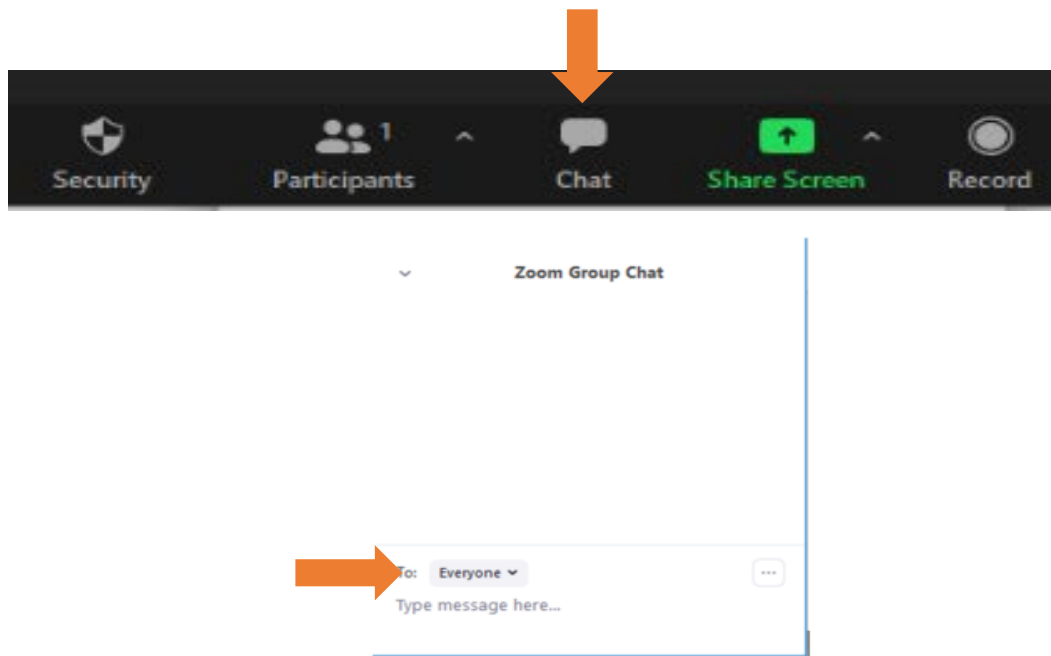 1
Security Participants Chat Share Screen Record
Zoom Group Chat
To: Everyone
Type message here...